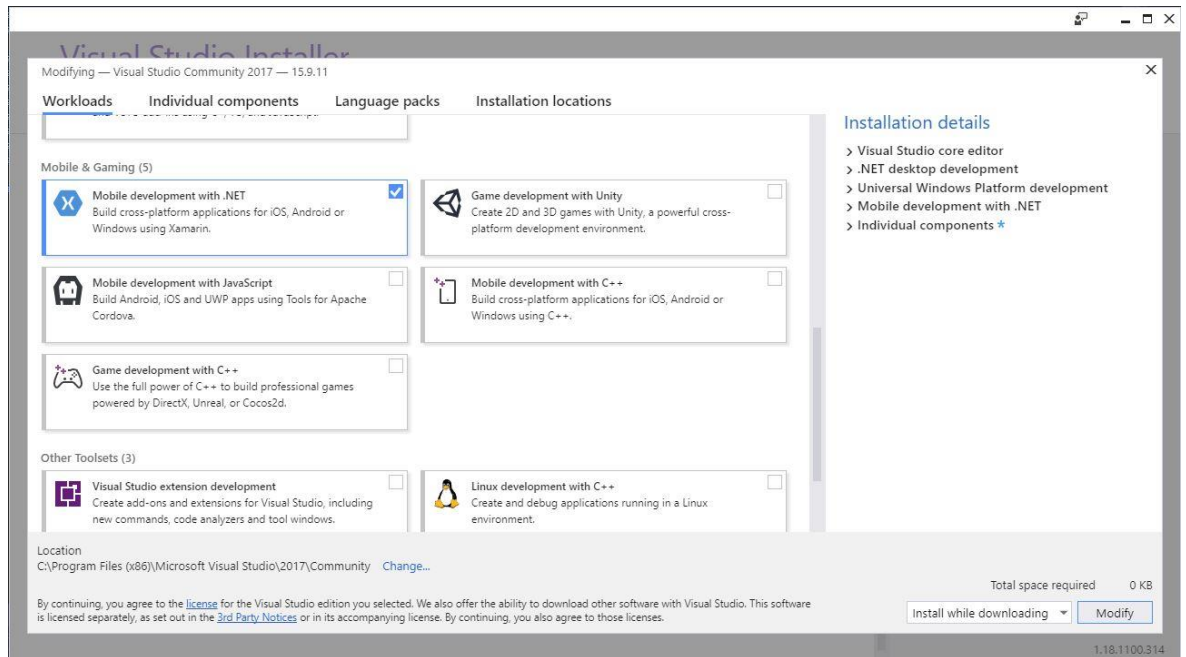 Visual Studio Installer
Modifying — Visual Studio Community 2017 — 15.9.11
Workloads
Individual components
Language packs
Installation locations
Mobile & Gaming (5)
Mobile development with .NET
Build cross-platform applications for iOS, Android or
Windows using Xamarin.
Game development with Unity
Create 2D and 3D games with Unity, a powerful cross-
platform development environment.
Mobile development with JavaScript
Build Android, iOS and UWP apps using Tools for Apache
Cordova.
Mobile development with C++
Build cross-platform applications for iOS, Android or
Windows using C++.
Game development with C++
Use the full power of C++ to build professional games
powered by DirectX, Unreal, or Cocos2d.
Other Toolsets (3)
Visual Studio extension development
Create add-ons and extensions for Visual Studio, including
new commands, code analyzers and tool windows.
Linux development with C++
Create and debug applications running in a Linux
environment.
Installation details
> Visual Studio core editor
> .NET desktop development
> Universal Windows Platform development
> Mobile development with .NET
> Individual components *
Location
C:\Program Files (x86)\Microsoft Visual Studio\2017\Community Change...
By continuing, you agree to the license for the Visual Studio edition you selected. We also offer the ability to download other software with Visual Studio. This software
is licensed separately, as set out in the 3rd Party Notices or in its accompanying license. By continuing, you also agree to those licenses.
Total space required 0 KB
Install while downloading
Modify
1.18.1100.314